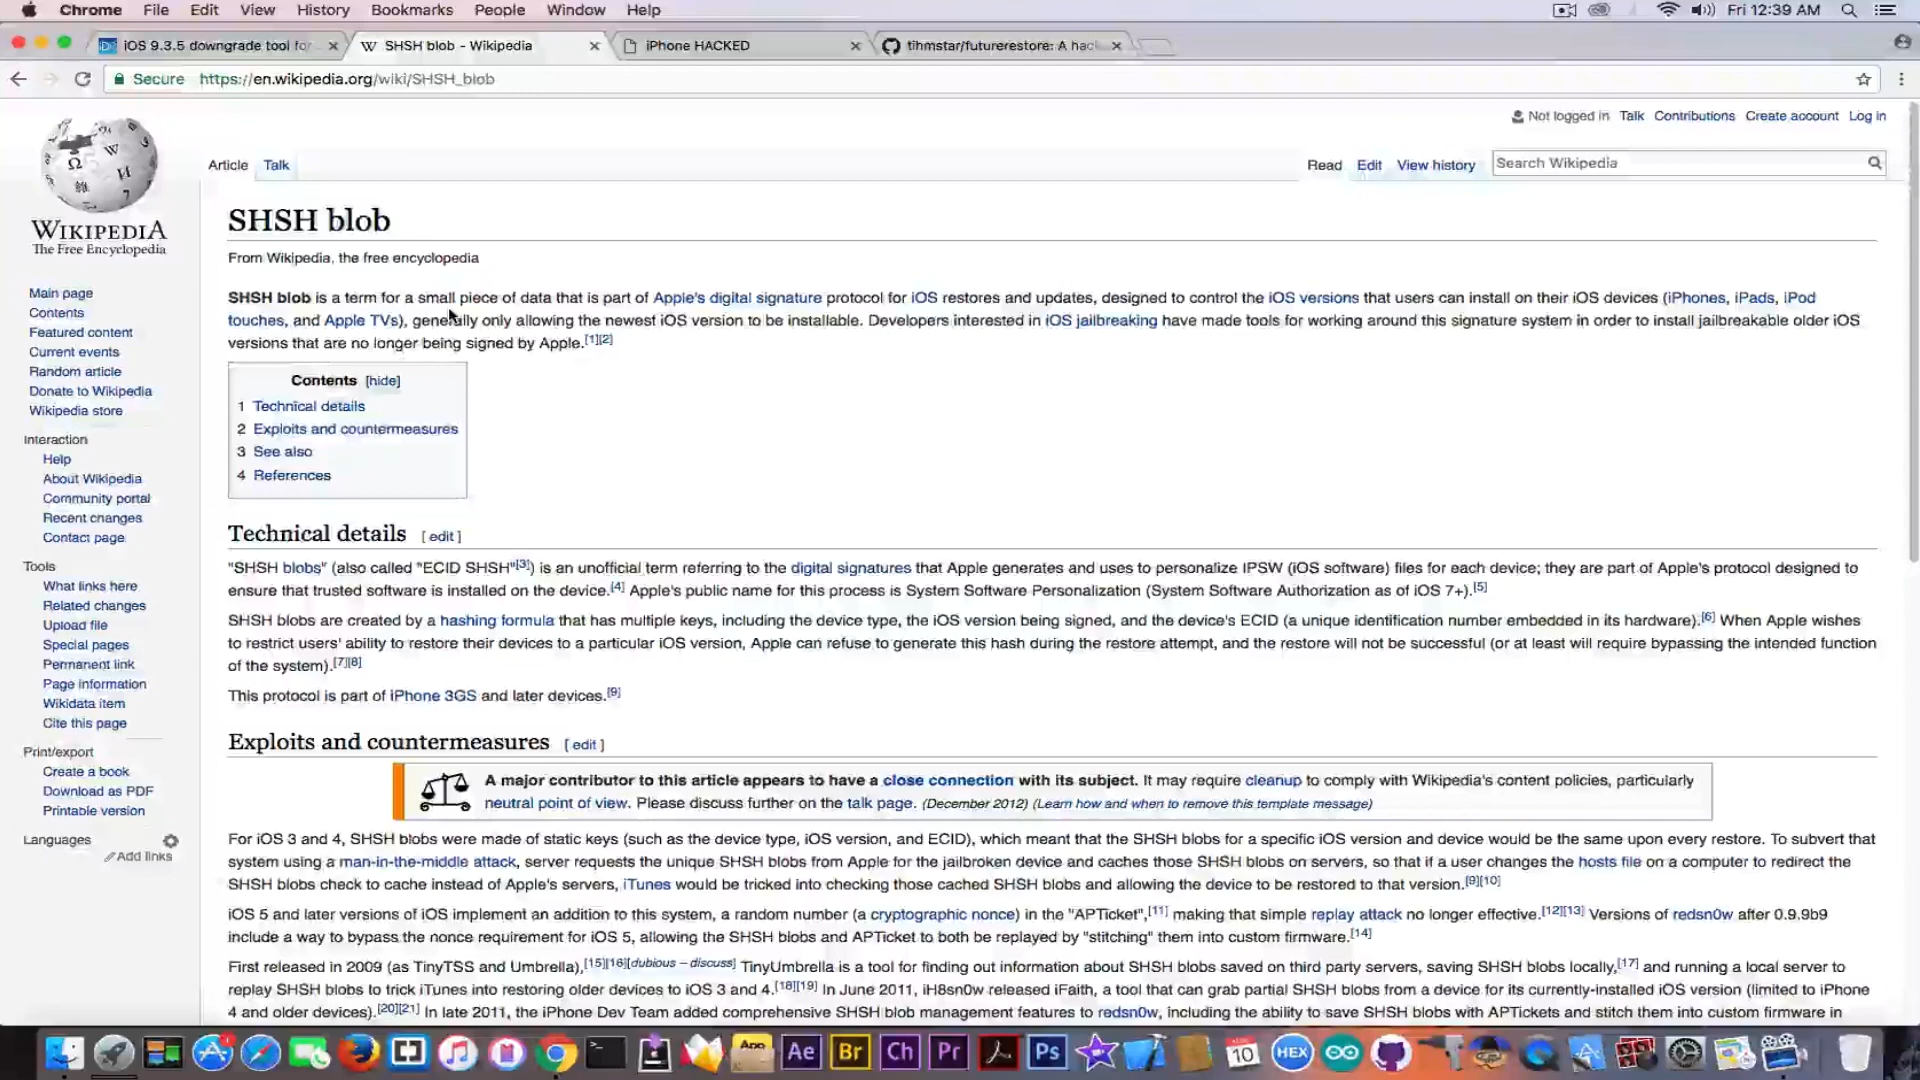 Chrome File Edit View History Bookmarks People Window Help Fri 12:39 AM
iOS 9.3.5 downgrade tool for SHSH blob - Wikipedia iPhone HACKED tihmstar/futurerestore: A hac
Secure https://en.wikipedia.org/wiki/SHSH_blob
Not logged in Talk Contributions Create account Log in
Article Talk Read Edit View history Search Wikipedia
WIKIPEDIA
The Free Encyclopedia
Main page
Contents
Featured content
Current events
Random article
Donate to Wikipedia
Wikipedia store
Interaction
Help
About Wikipedia
Community portal
Recent changes
Contact page
Tools
What links here
Related changes
Upload file
Special pages
Permanent link
Page information
Wikidata item
Cite this page
Print/export
Create a book
Download as PDF
Printable version
Languages
Add links
SHSH blob
From Wikipedia, the free encyclopedia
SHSH blob is a term for a small piece of data that is part of Apple's digital signature protocol for iOS restores and updates, designed to control the iOS versions that users can install on their iOS devices (iPhones, iPads, iPod
touches, and Apple TVs), generally only allowing the newest iOS version to be installable. Developers interested in iOS jailbreaking have made tools for working around this signature system in order to install jailbreakable older iOS
versions that are no longer being signed by Apple.[1][2]
Contents [hide]
1 Technical details
2 Exploits and countermeasures
3 See also
4 References
Technical details [ edit ]
"SHSH blobs" (also called "ECID SHSH"[3]) is an unofficial term referring to the digital signatures that Apple generates and uses to personalize IPSW (iOS software) files for each device; they are part of Apple's protocol designed to
ensure that trusted software is installed on the device.[4] Apple's public name for this process is System Software Personalization (System Software Authorization as of iOS 7+).[5]
SHSH blobs are created by a hashing formula that has multiple keys, including the device type, the iOS version being signed, and the device's ECID (a unique identification number embedded in its hardware).[6] When Apple wishes
to restrict users' ability to restore their devices to a particular iOS version, Apple can refuse to generate this hash during the restore attempt, and the restore will not be successful (or at least will require bypassing the intended function
of the system).[7][8]
This protocol is part of iPhone 3GS and later devices.[9]
Exploits and countermeasures [ edit ]
A major contributor to this article appears to have a close connection with its subject. It may require cleanup to comply with Wikipedia's content policies, particularly
neutral point of view. Please discuss further on the talk page. (December 2012) (Learn how and when to remove this template message)
For iOS 3 and 4, SHSH blobs were made of static keys (such as the device type, iOS version, and ECID), which meant that the SHSH blobs for a specific iOS version and device would be the same upon every restore. To subvert that
system using a man-in-the-middle attack, server requests the unique SHSH blobs from Apple for the jailbroken device and caches those SHSH blobs on servers, so that if a user changes the hosts file on a computer to redirect the
SHSH blobs check to cache instead of Apple's servers, iTunes would be tricked into checking those cached SHSH blobs and allowing the device to be restored to that version.[9][10]
iOS 5 and later versions of iOS implement an addition to this system, a random number (a cryptographic nonce) in the "APTicket",[11] making that simple replay attack no longer effective.[12][13] Versions of redsn0w after 0.9.9b9
include a way to bypass the nonce requirement for iOS 5, allowing the SHSH blobs and APTicket to both be replayed by "stitching" them into custom firmware.[14]
First released in 2009 (as TinyTSS and Umbrella),[15][16][dubious – discuss] TinyUmbrella is a tool for finding out information about SHSH blobs saved on third party servers, saving SHSH blobs locally,[17] and running a local server to
replay SHSH blobs to trick iTunes into restoring older devices to iOS 3 and 4.[18][19] In June 2011, iH8sn0w released iFaith, a tool that can grab partial SHSH blobs from a device for its currently-installed iOS version (limited to iPhone
4 and older devices).[20][21] In late 2011, the iPhone Dev Team added comprehensive SHSH blob management features to redsn0w, including the ability to save SHSH blobs with APTickets and stitch them into custom firmware in
App Ae Br Ch Pr Ps 10 HEX